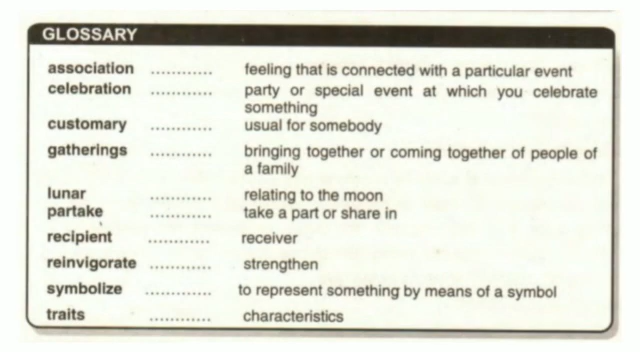 GLOSSARY
association ............ feeling that is connected with a particular event
celebration ............ party or special event at which you celebrate
something
customary ............ usual for somebody
gatherings ............ bringing together or coming together of people of
a family
lunar ............ relating to the moon
partake ............ take a part or share in
recipient ............ receiver
reinvigorate ............ strengthen
symbolize ............ to represent something by means of a symbol
traits ............ characteristics